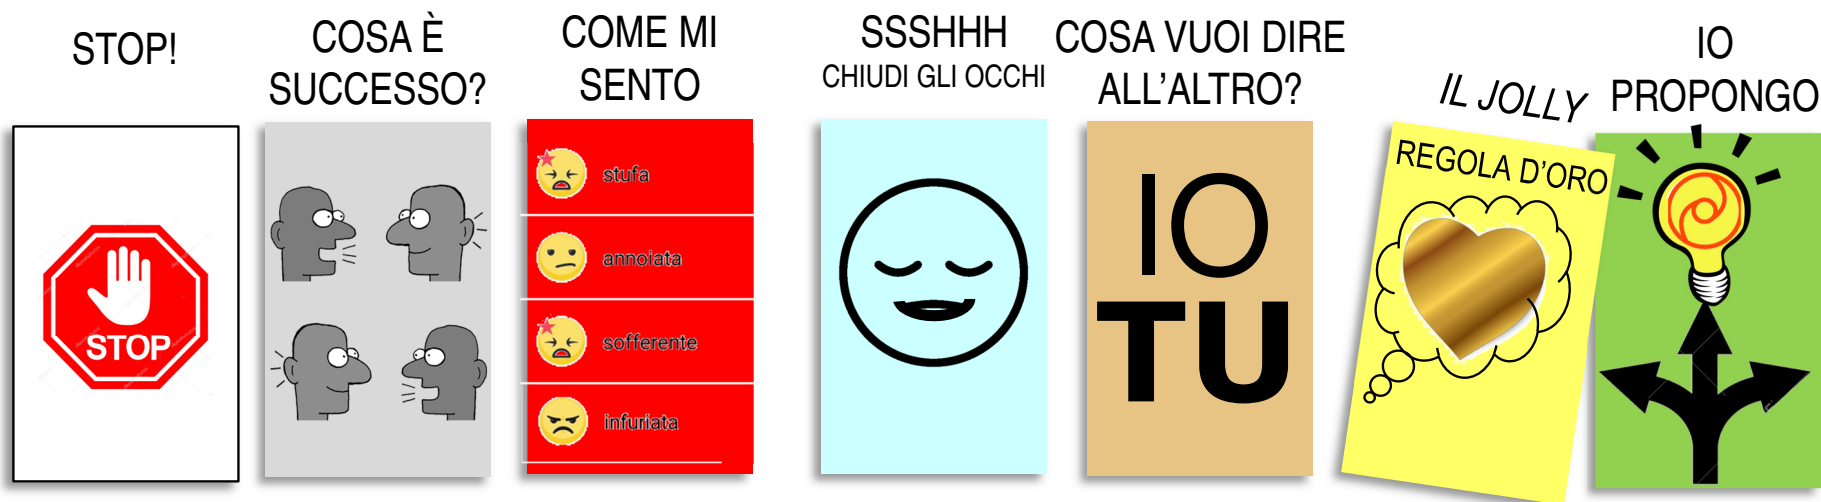 STOP!
STOP
COSA È
SUCCESSO?
COME MI
SENTO
stufa
annoiata
sofferente
infuriata
SSSHHH
CHIUDI GLI OCCHI
COSA VUOI DIRE
ALL'ALTRO?
IO
TU
IL JOLLY
REGOLA D'ORO
IO
PROPONGO